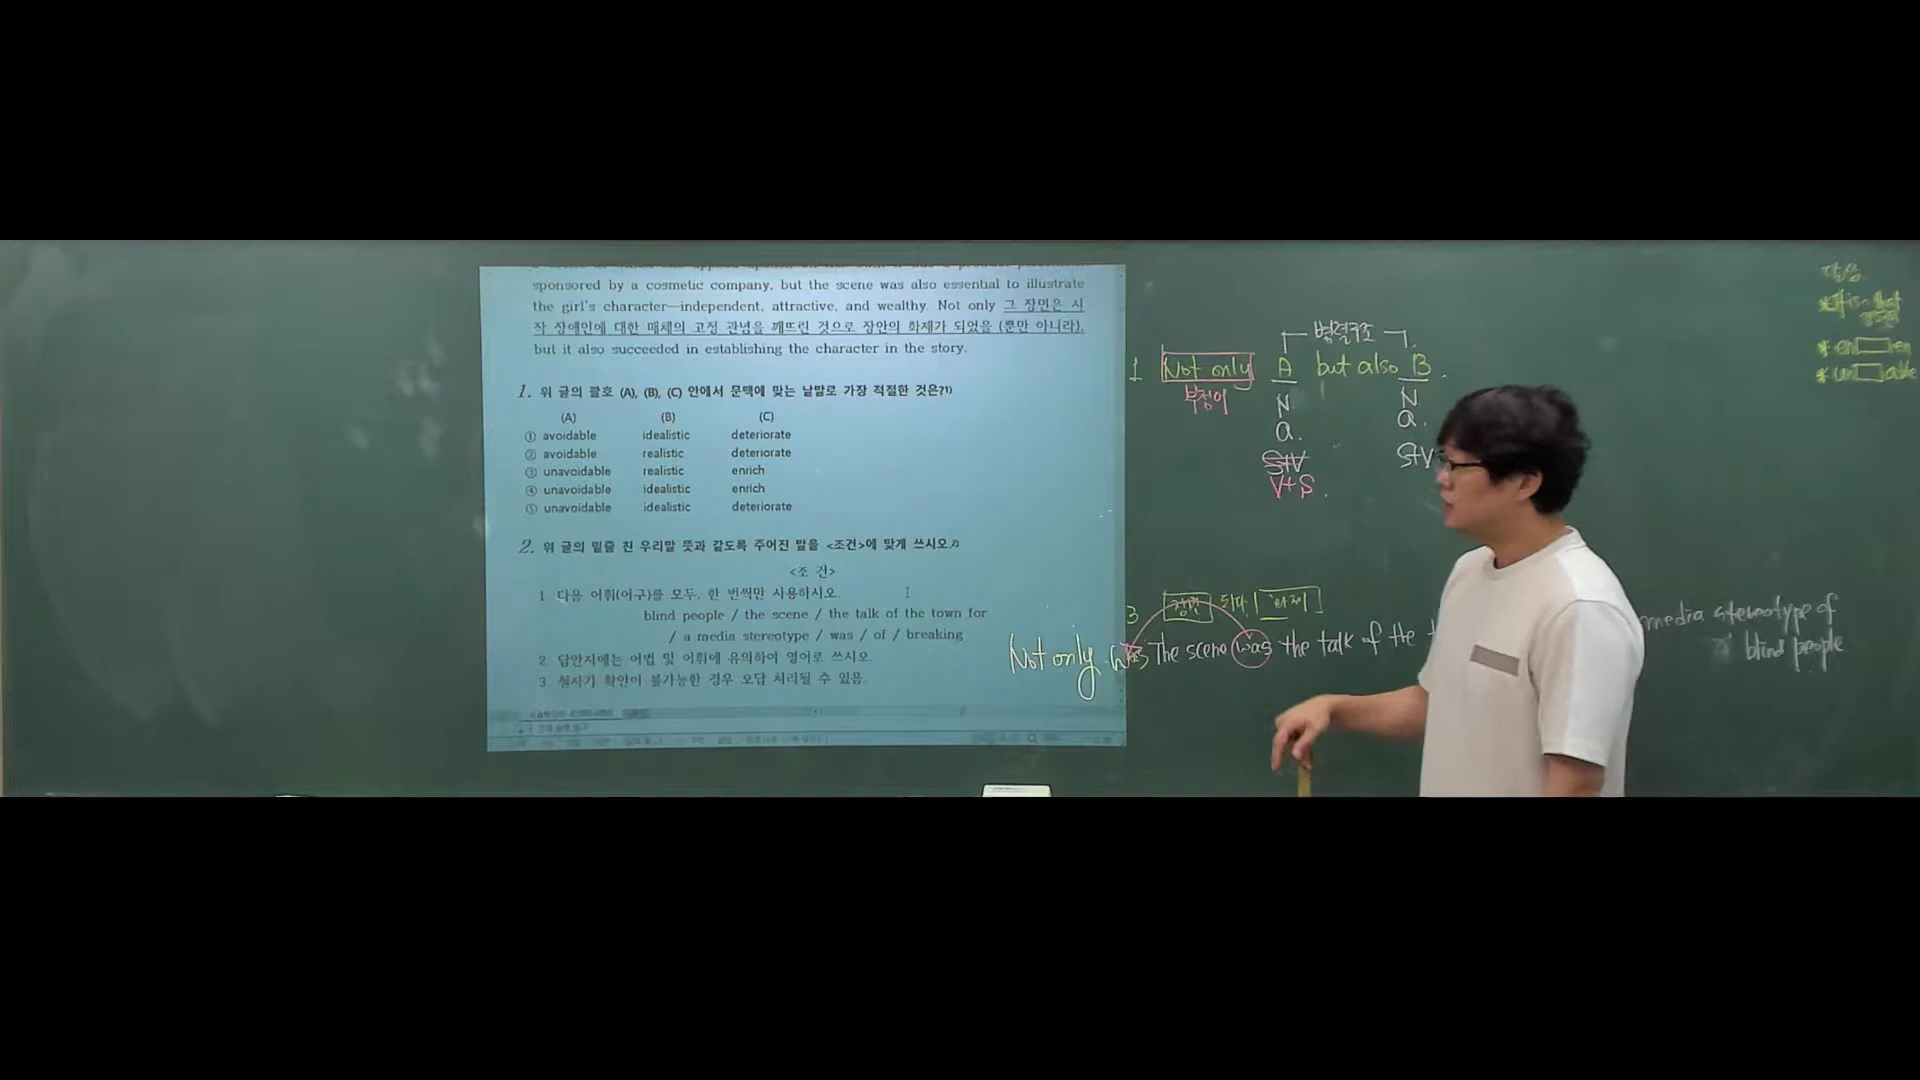 sponsored by a cosmetic company, but the scene was also essential to illustrate
the girl's character—independent, attractive, and wealthy. Not only 그 장면은 시
각 장애인에 대한 매체의 고정 관념을 깨뜨린 것으로 장안의 화제가 되었을 (뿐만 아니라),
but it also succeeded in establishing the character in the story.
1. 위 글의 괄호 (A), (B), (C) 안에서 문맥에 맞는 낱말로 가장 적절한 것은?1)
(A) (B) (C)
① avoidable idealistic deteriorate
② avoidable realistic deteriorate
③ unavoidable realistic enrich
④ unavoidable idealistic enrich
⑤ unavoidable idealistic deteriorate
2. 위 글의 밑줄 친 우리말 뜻과 같도록 주어진 말을 <조건>에 맞게 쓰시오.2)
<조 건>
1. 다음 어휘(어구)를 모두, 한 번씩만 사용하시오.
blind people / the scene / the talk of the town for
/ a media stereotype / was / of / breaking
2. 답안지에는 어법 및 어휘에 유의하여 영어로 쓰시오.
3. 철자가 확인이 불가능한 경우 오답 처리될 수 있음.
병렬구조
1 Not only A but also B.
부정어
N N
a. a.
S+V S+V
V+S.
3 되다
Not only was The scene was the talk of the
media stereotype of
blind people
* en en
* un able